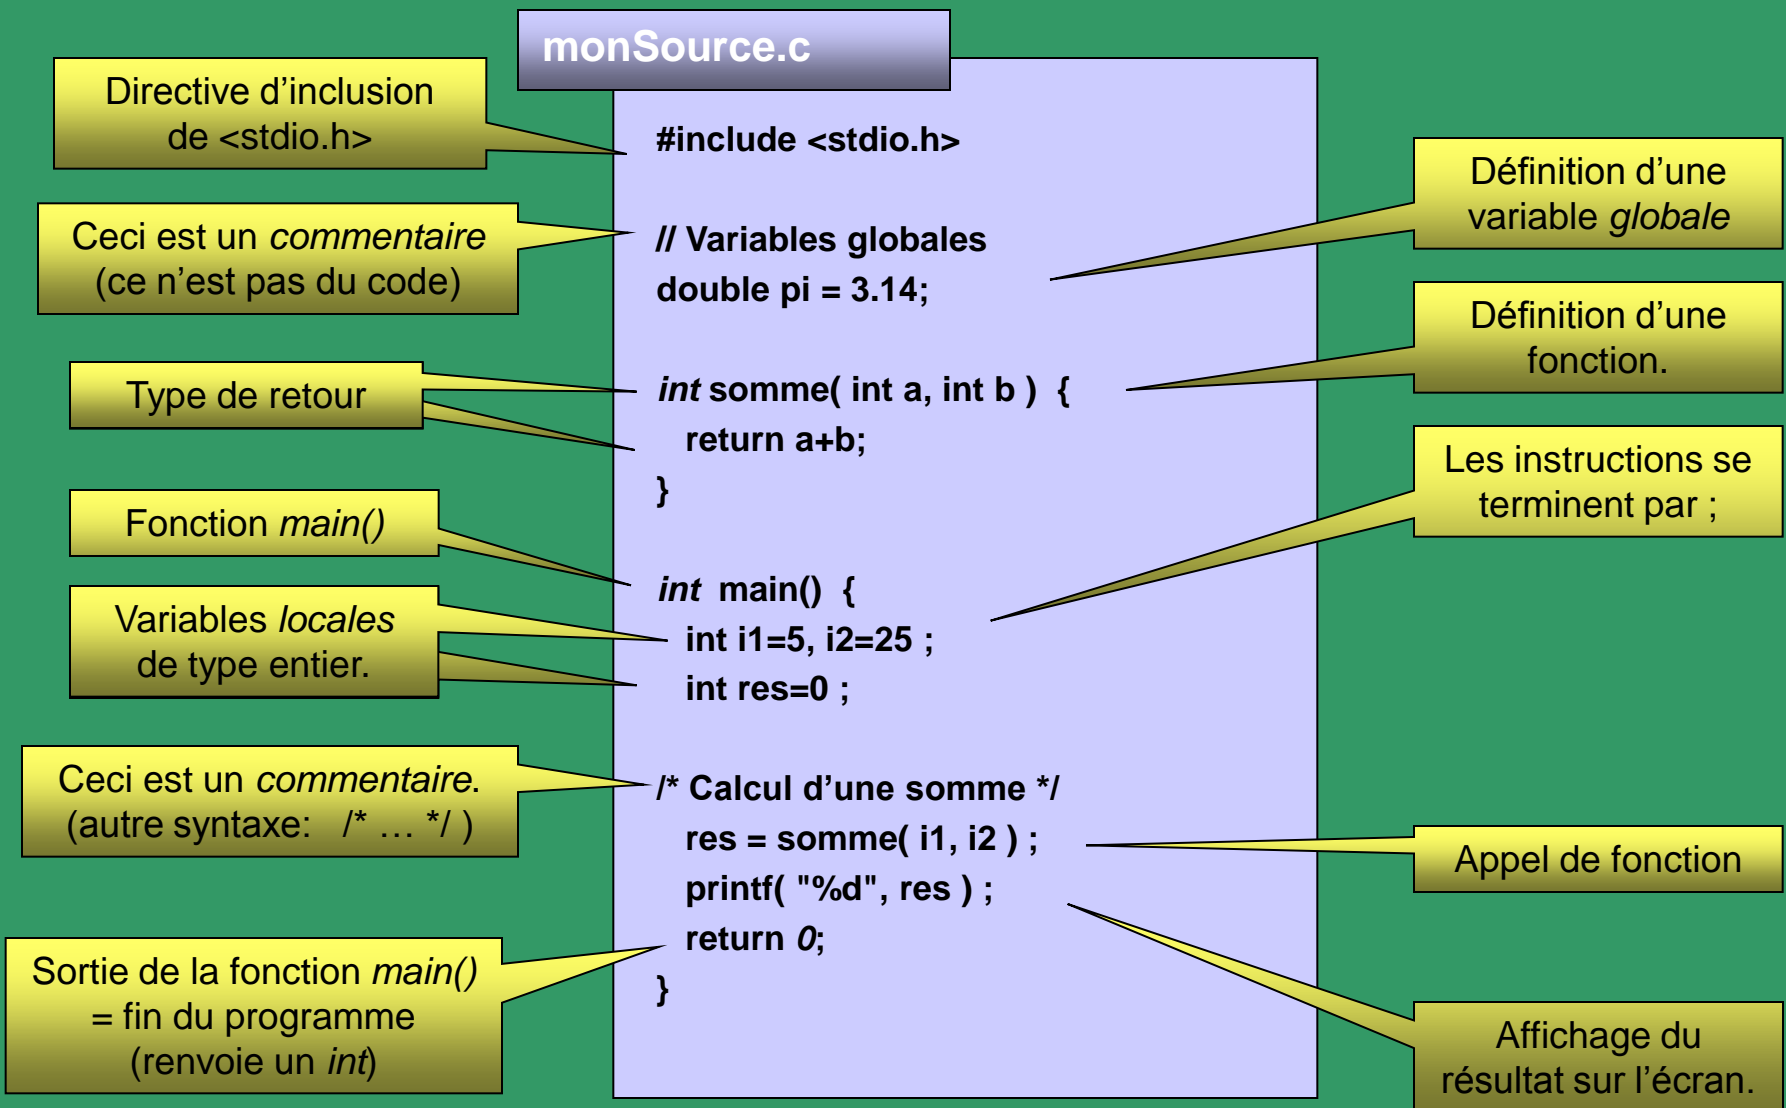 monSource.c
Directive d’inclusion
de <stdio.h>
Ceci est un commentaire
(ce n’est pas du code)
Type de retour
Fonction main()
Variables locales
de type entier.
Ceci est un commentaire.
(autre syntaxe:   /* … */ )
Sortie de la fonction main()
= fin du programme
(renvoie un int)
#include <stdio.h>
// Variables globales
double pi = 3.14;
int somme( int a, int b )  {
return a+b;
}
int  main()  {
int i1=5, i2=25 ;
int res=0 ;
/* Calcul d’une somme */
res = somme( i1, i2 ) ;
printf( "%d", res ) ;
return 0;
}
Définition d’une
variable globale
Définition d’une
fonction.
Les instructions se
terminent par ;
Appel de fonction
Affichage du
résultat sur l’écran.